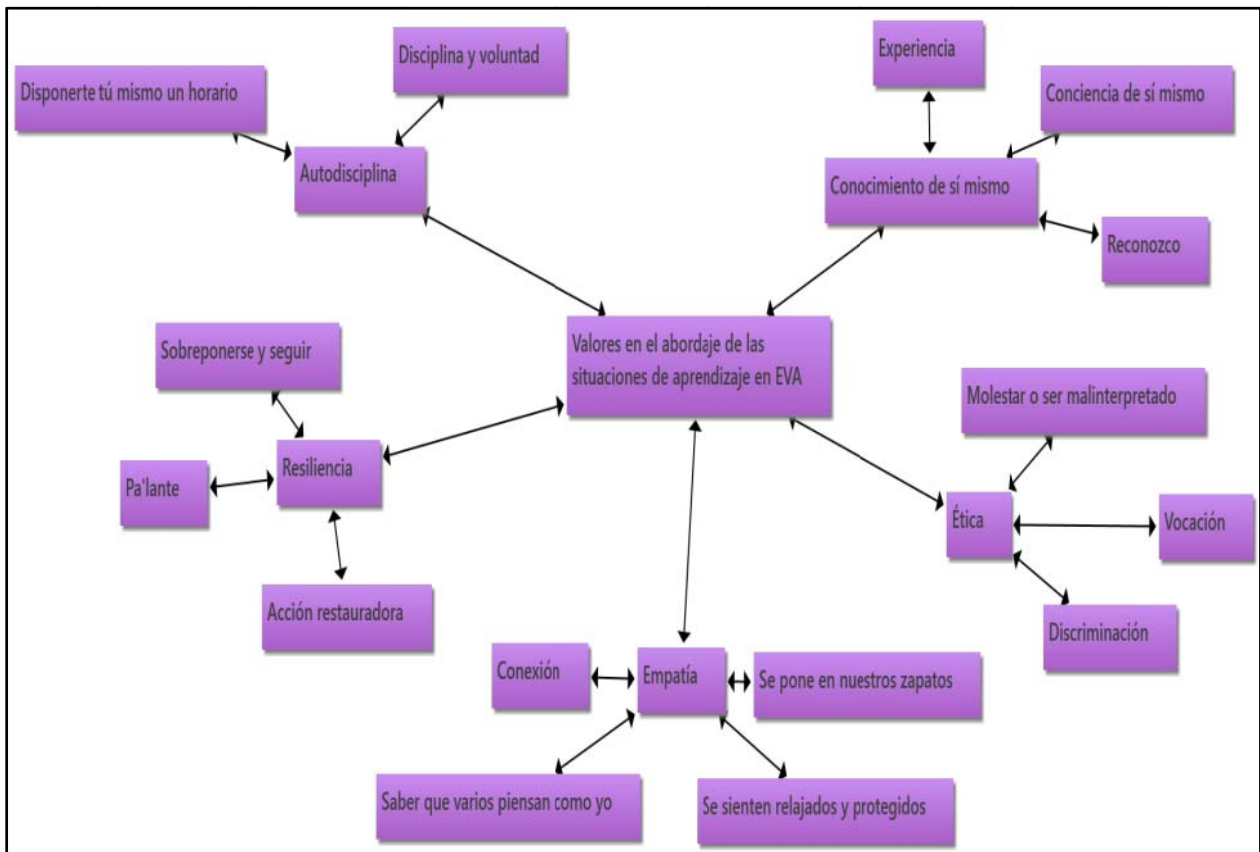 Disciplina y voluntad
Experiencia
Disponerte tú mismo un horario
Conciencia de sí mismo
Autodisciplina
Conocimiento de sí mismo
Reconozco
Valores en el abordaje de las
situaciones de aprendizaje en EVA
Sobreponerse y seguir
Molestar o ser malinterpretado
Resiliencia
Pa'lante
Ética
Vocación
Acción restauradora
Discriminación
Conexión
Empatía
Se pone en nuestros zapatos
Saber que varios piensan como yo
Se sienten relajados y protegidos